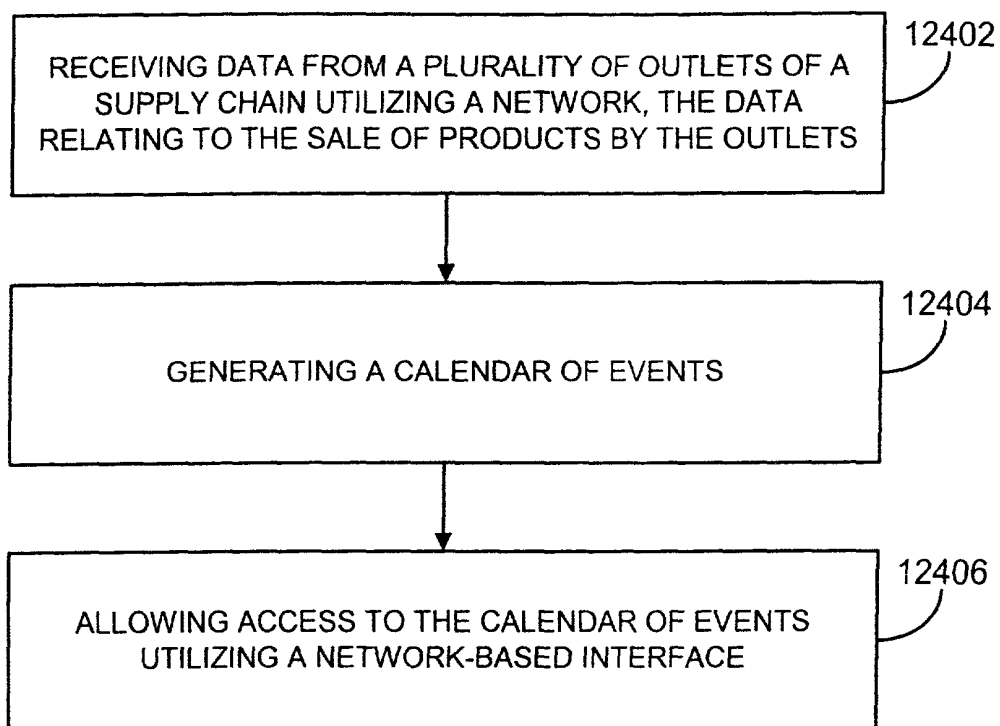 12402
RECEIVING DATA FROM A PLURALITY OF OUTLETS OF A
SUPPLY CHAIN UTILIZING A NETWORK, THE DATA
RELATING TO THE SALE OF PRODUCTS BY THE OUTLETS
12404
GENERATING A CALENDAR OF EVENTS
12406
ALLOWING ACCESS TO THE CALENDAR OF EVENTS
UTILIZING A NETWORK-BASED INTERFACE